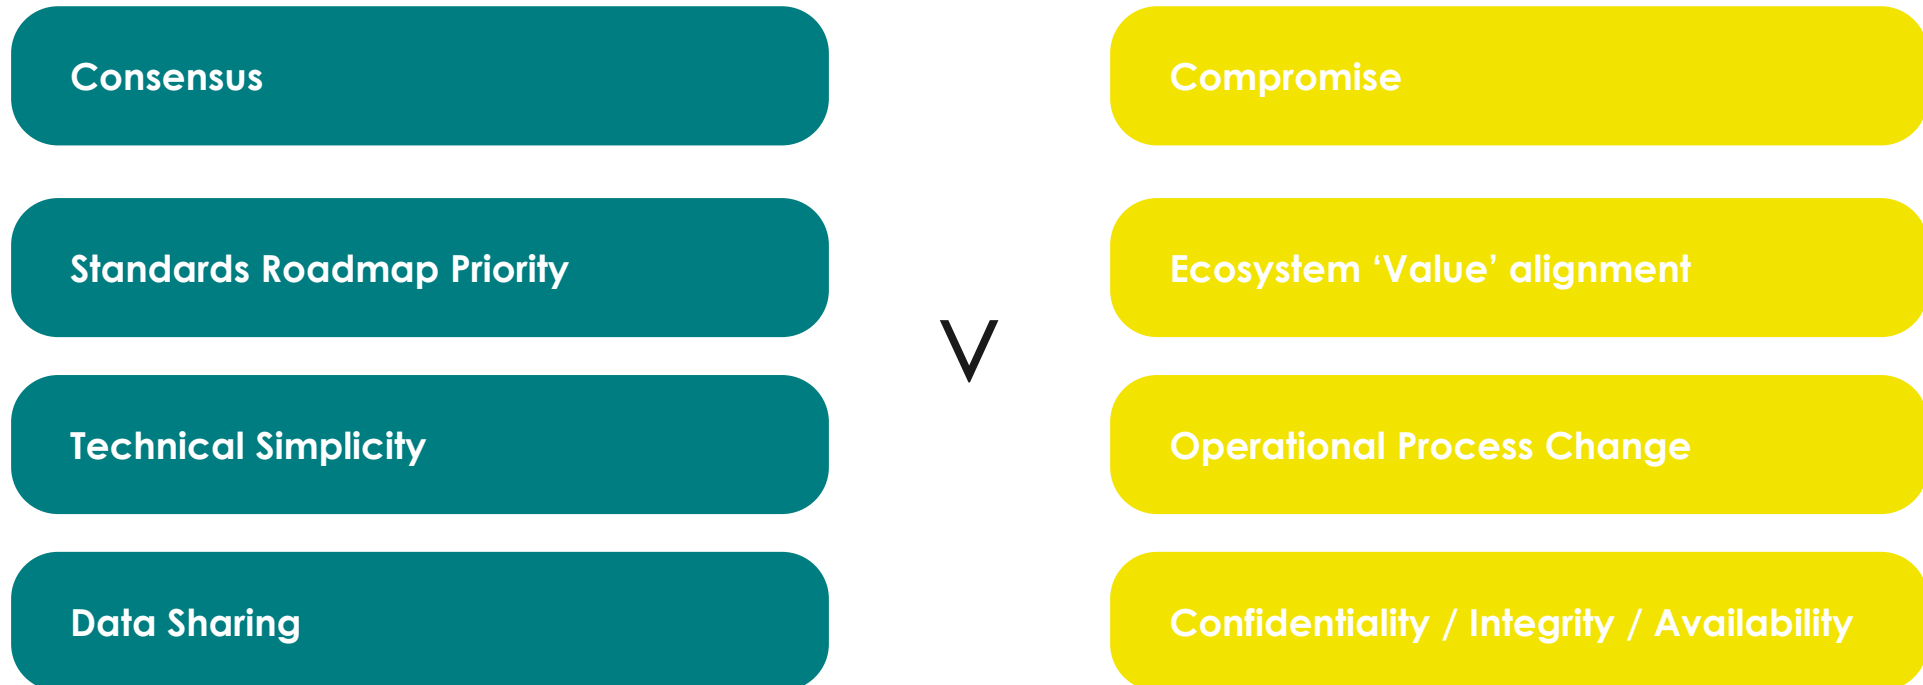 Consensus
Compromise
Standards Roadmap Priority
Ecosystem ‘Value’ alignment
V
Technical Simplicity
Operational Process Change
Data Sharing
Confidentiality / Integrity / Availability